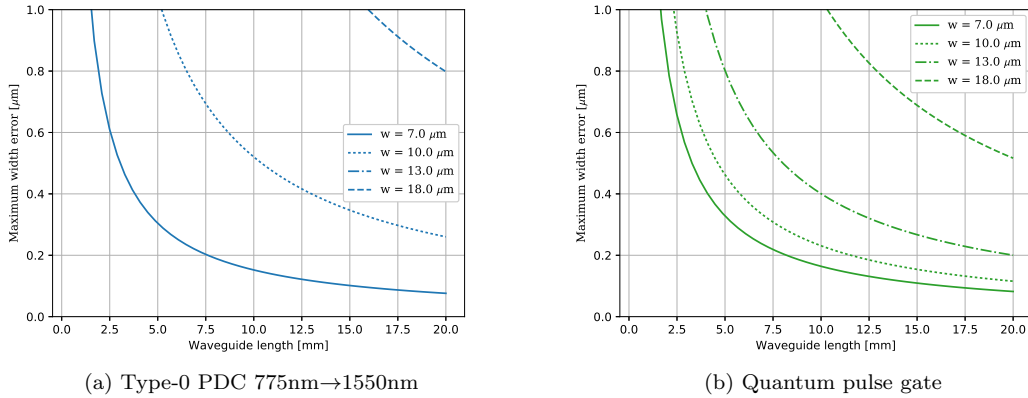 1.0
0.8
0.6
0.4
0.2
0.0
Maximum width error [μm]
0.0 2.5 5.0 7.5 10.0 12.5 15.0 17.5 20.0
Waveguide length [mm]
w = 7.0 μm
w = 10.0 μm
w = 13.0 μm
w = 18.0 μm
(a) Type-0 PDC 775nm→1550nm
1.0
0.8
0.6
0.4
0.2
0.0
Maximum width error [μm]
0.0 2.5 5.0 7.5 10.0 12.5 15.0 17.5 20.0
Waveguide length [mm]
w = 7.0 μm
w = 10.0 μm
w = 13.0 μm
w = 18.0 μm
(b) Quantum pulse gate